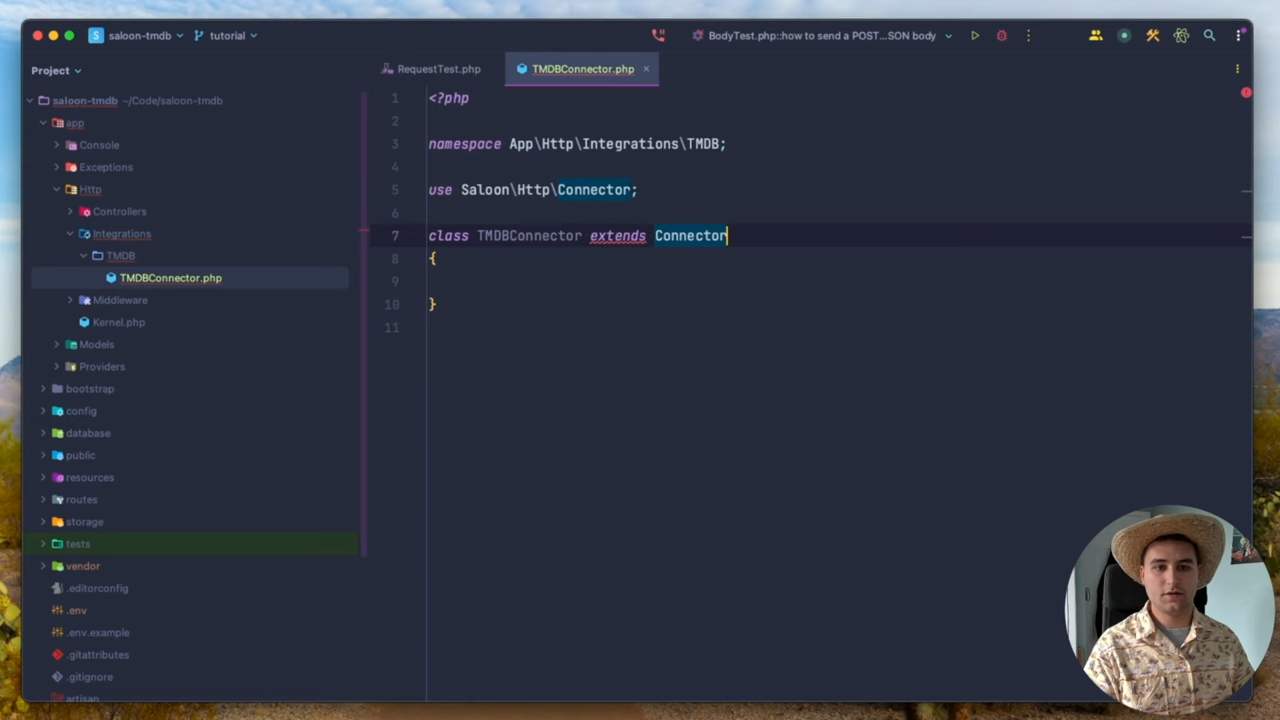 S saloon-tmdb tutorial BodyTest.php::how to send a POST...SON body
Project RequestTest.php TMDBConnector.php
saloon-tmdb ~/Code/saloon-tmdb
app
Console
Exceptions
Http
Controllers
Integrations
TMDB
TMDBConnector.php
Middleware
Kernel.php
Models
Providers
bootstrap
config
database
public
resources
routes
storage
tests
vendor
.editorconfig
.env
.env.example
.gitattributes
.gitignore
artisan
1 <?php
2
3 namespace App\Http\Integrations\TMDB;
4
5 use Saloon\Http\Connector;
6
7 class TMDBConnector extends Connector
8 {
9
10 }
11